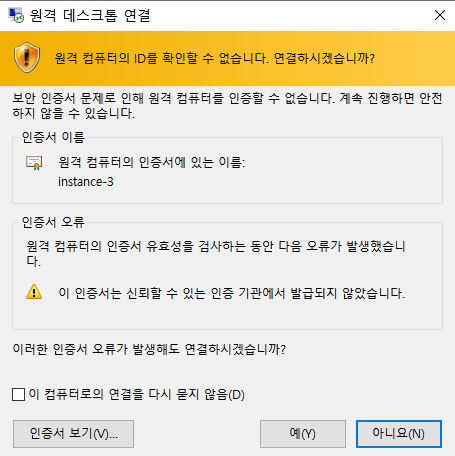 원격 데스크톱 연결
원격 컴퓨터의 ID를 확인할 수 없습니다. 연결하시겠습니까?
보안 인증서 문제로 인해 원격 컴퓨터를 인증할 수 없습니다. 계속 진행하면 안전
하지 않을 수 있습니다.
인증서 이름
원격 컴퓨터의 인증서에 있는 이름:
instance-3
인증서 오류
원격 컴퓨터의 인증서 유효성을 검사하는 동안 다음 오류가 발생했습니
다.
이 인증서는 신뢰할 수 있는 인증 기관에서 발급되지 않았습니다.
이러한 인증서 오류가 발생해도 연결하시겠습니까?
이 컴퓨터로의 연결을 다시 묻지 않음(D)
인증서 보기(V)...
예(Y)
아니요(N)